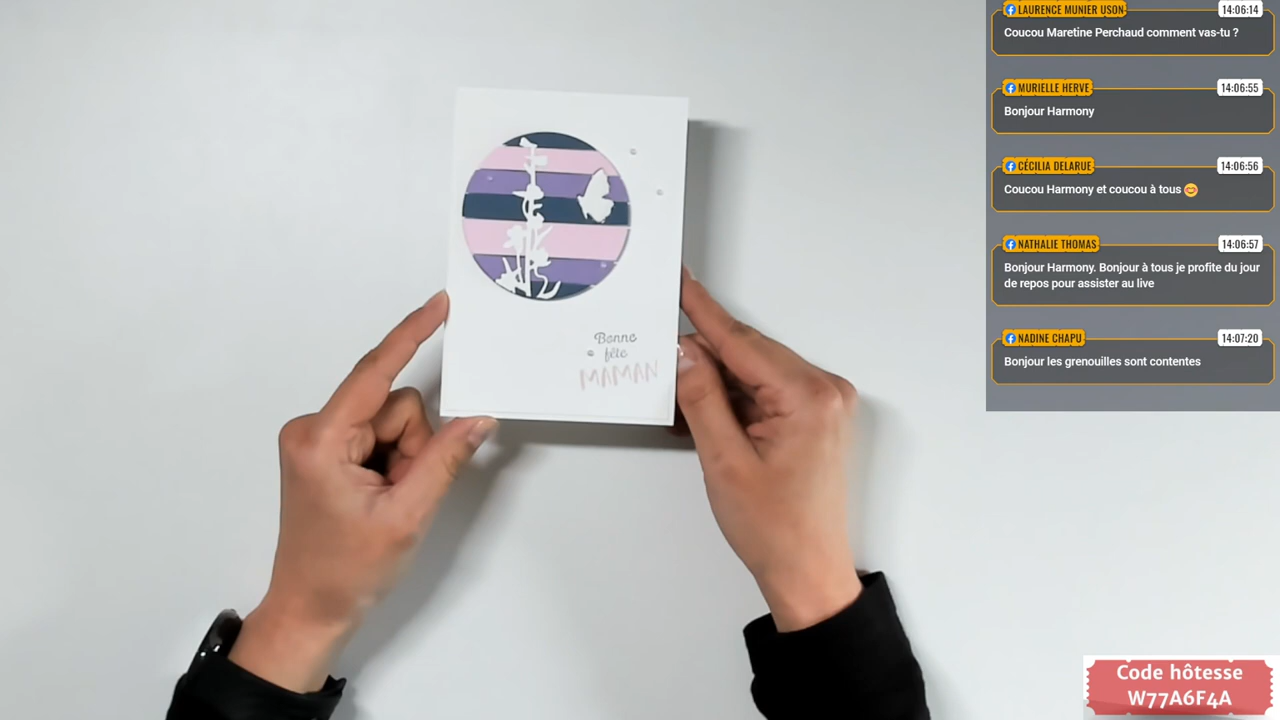 LAURENCE MUNIER USON
14:06:14
Coucou Maretine Perchaud comment vas-tu ?
MURIELLE HERVE
14:06:55
Bonjour Harmony
CÉCILIA DELARUE
14:06:56
Coucou Harmony et coucou à tous 😄
NATHALIE THOMAS
14:06:57
Bonjour Harmony. Bonjour à tous je profite du jour
de repos pour assister au live
NADINE CHAPU
14:07:20
Bonjour les grenouilles sont contentes
Bonne
fête
MAMAN
Code hôtesse
W77A6F4A